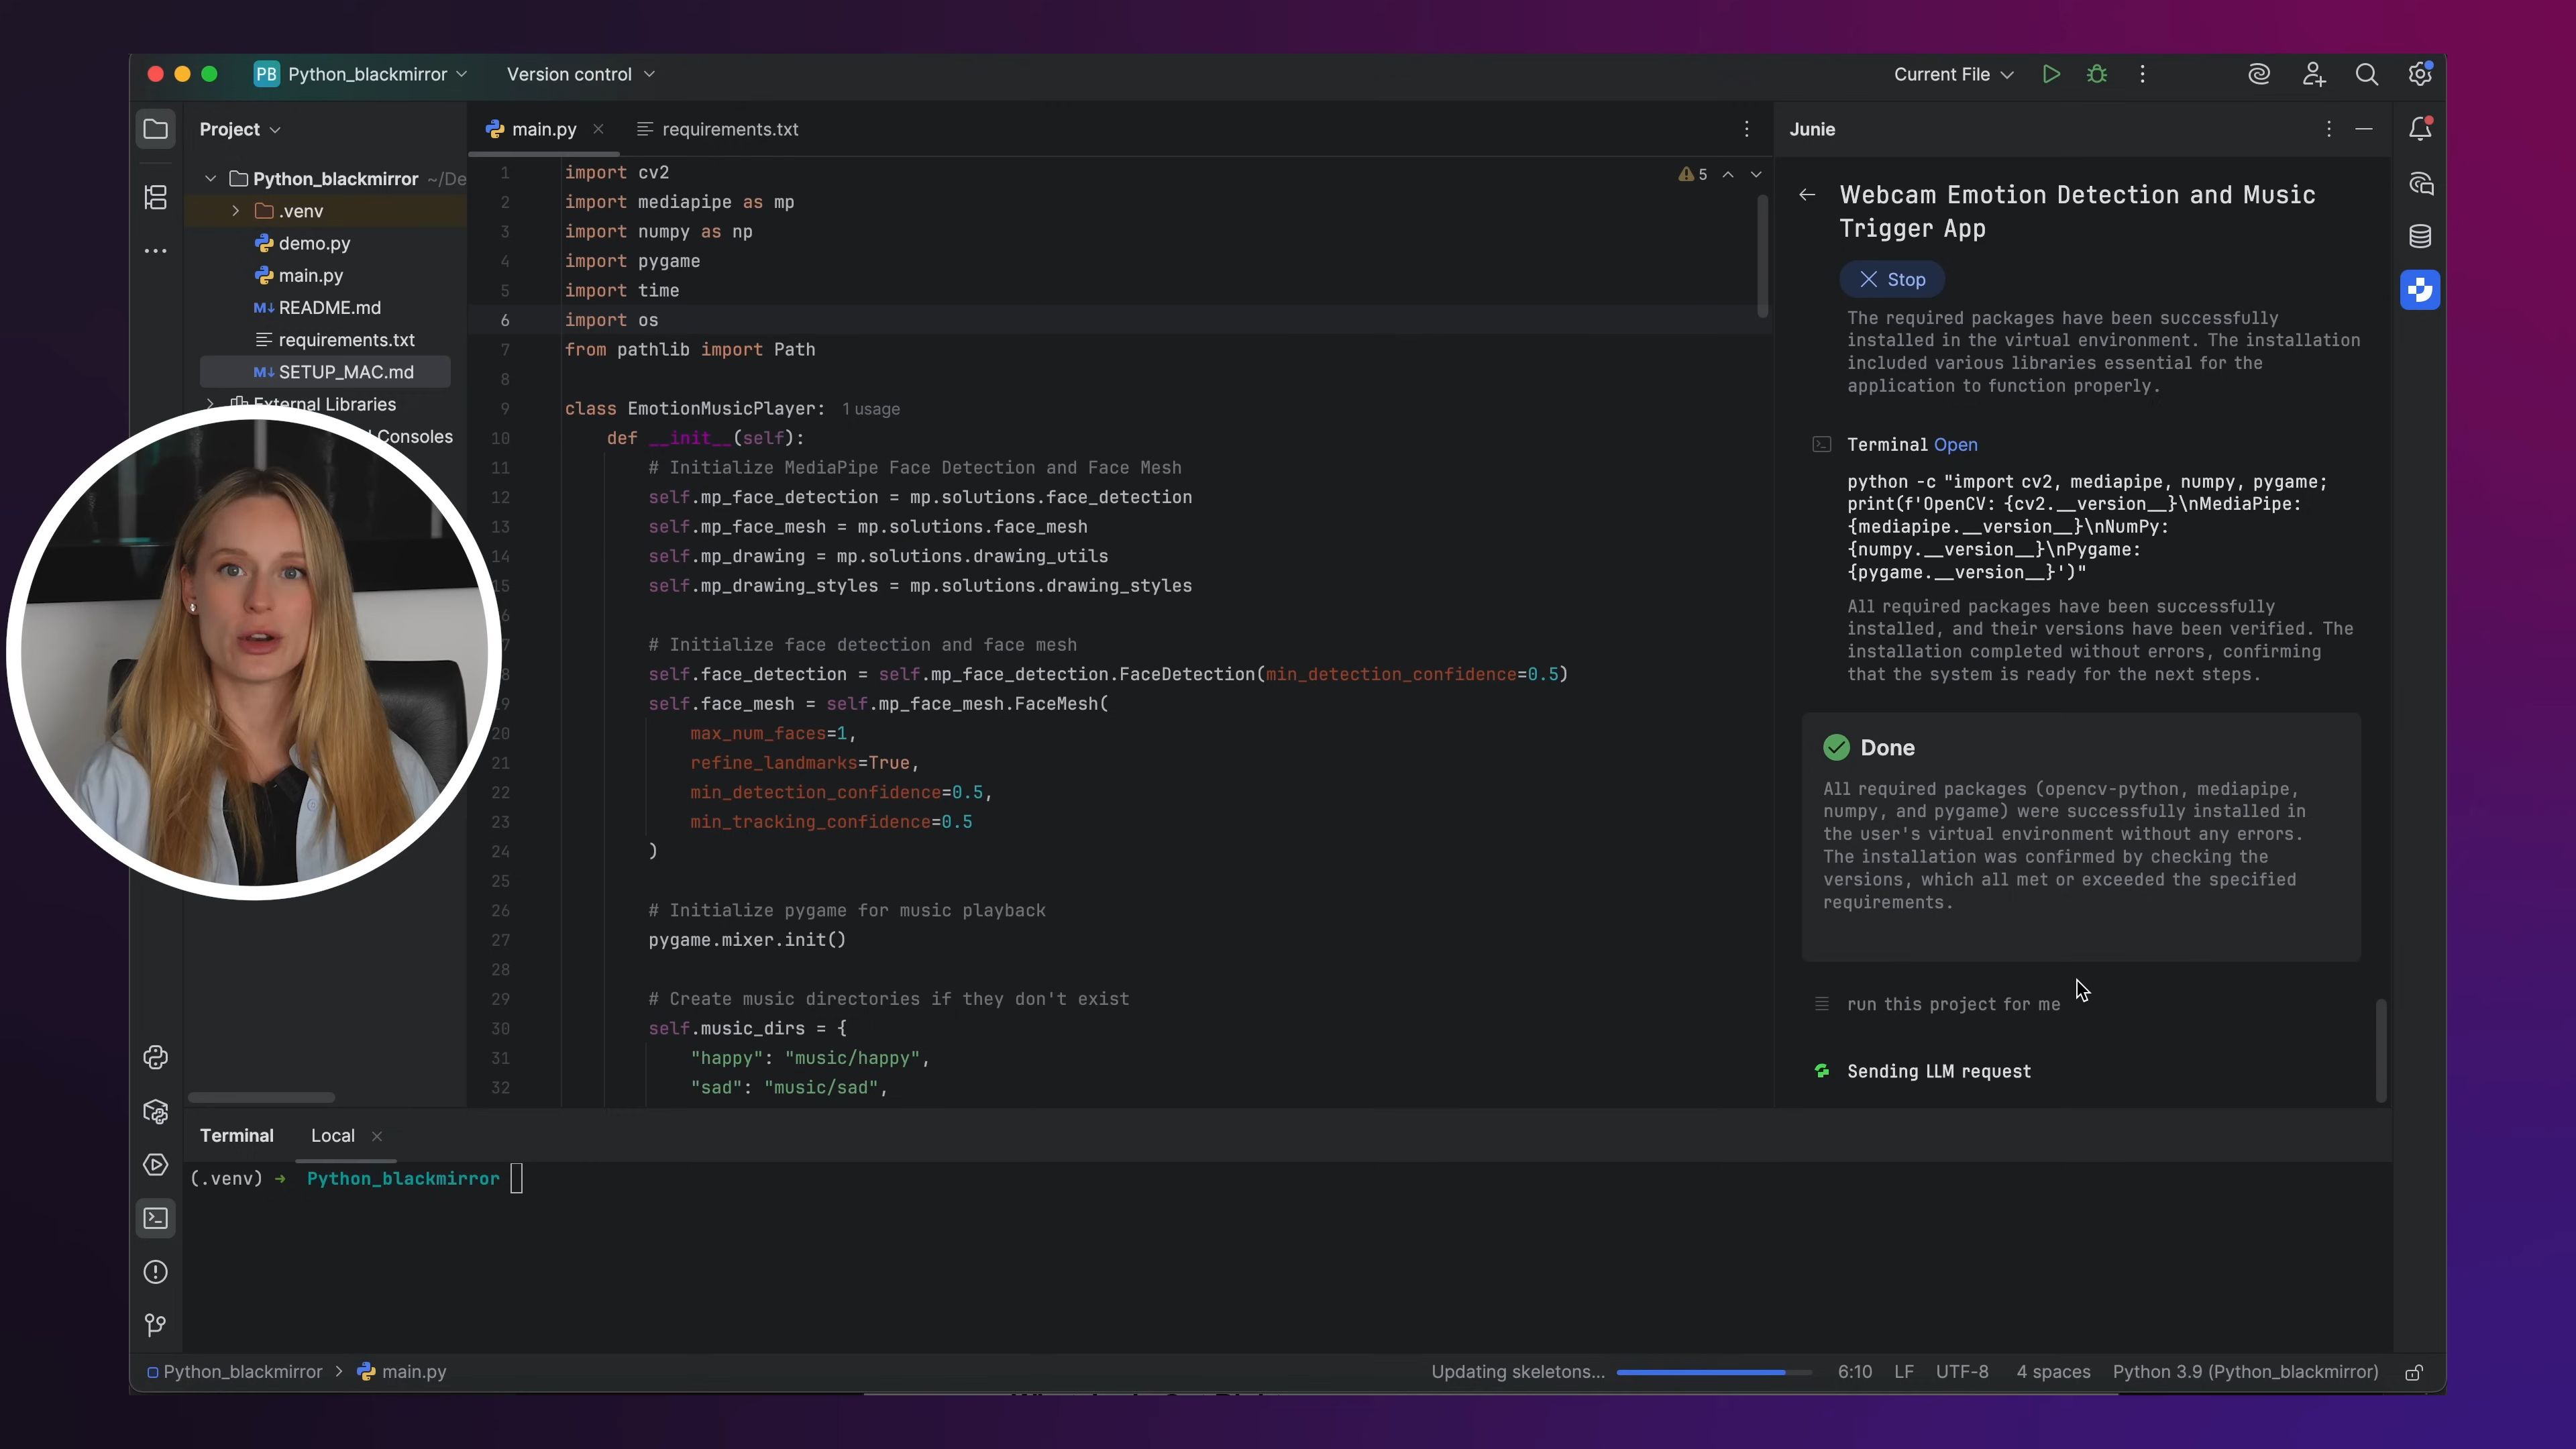 PB Python_blackmirror
Version control
Current File
Project
Python_blackmirror ~/De
.venv
demo.py
main.py
M↓ README.md
requirements.txt
M↓ SETUP_MAC.md
External Libraries
Consoles
main.py
requirements.txt
5
1 import cv2
2 import mediapipe as mp
3 import numpy as np
4 import pygame
5 import time
6 import os
7 from pathlib import Path
8
9 class EmotionMusicPlayer: 1 usage
10 def __init__(self):
11 # Initialize MediaPipe Face Detection and Face Mesh
12 self.mp_face_detection = mp.solutions.face_detection
13 self.mp_face_mesh = mp.solutions.face_mesh
14 self.mp_drawing = mp.solutions.drawing_utils
15 self.mp_drawing_styles = mp.solutions.drawing_styles
6
7 # Initialize face detection and face mesh
8 self.face_detection = self.mp_face_detection.FaceDetection(min_detection_confidence=0.5)
19 self.face_mesh = self.mp_face_mesh.FaceMesh(
20 max_num_faces=1,
21 refine_landmarks=True,
22 min_detection_confidence=0.5,
23 min_tracking_confidence=0.5
24 )
25
26 # Initialize pygame for music playback
27 pygame.mixer.init()
28
29 # Create music directories if they don't exist
30 self.music_dirs = {
31 "happy": "music/happy",
32 "sad": "music/sad",
Junie
Webcam Emotion Detection and Music
Trigger App
Stop
The required packages have been successfully
installed in the virtual environment. The installation
included various libraries essential for the
application to function properly.
Terminal Open
python -c "import cv2, mediapipe, numpy, pygame;
print(f'OpenCV: {cv2.__version__}\nMediaPipe:
{mediapipe.__version__}\nNumPy:
{numpy.__version__}\nPygame:
{pygame.__version__}')"
All required packages have been successfully
installed, and their versions have been verified. The
installation completed without errors, confirming
that the system is ready for the next steps.
Done
All required packages (opencv-python, mediapipe,
numpy, and pygame) were successfully installed in
the user's virtual environment without any errors.
The installation was confirmed by checking the
versions, which all met or exceeded the specified
requirements.
run this project for me
Sending LLM request
Terminal
Local
(.venv) → Python_blackmirror
Python_blackmirror > main.py
Updating skeletons...
6:10
LF
UTF-8
4 spaces
Python 3.9 (Python_blackmirror)